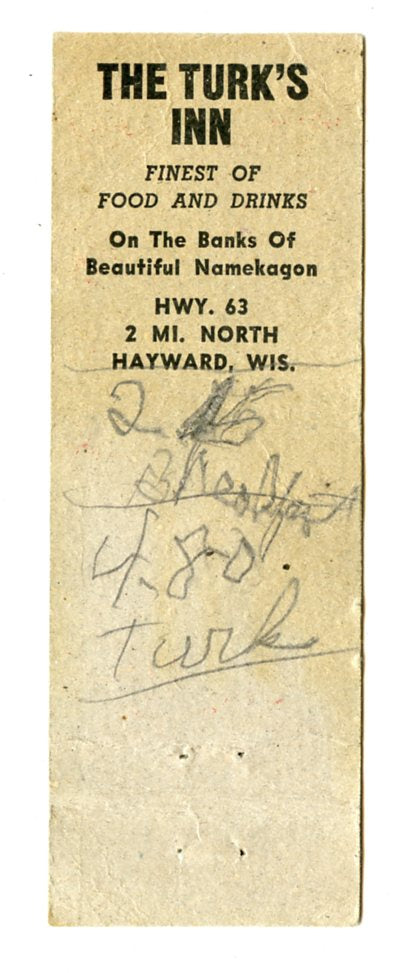 THE TURK'S
INN
FINEST OF
FOOD AND DRINKS
On The Banks Of
Beautiful Namekagon
HWY. 63
2 MI. NORTH
HAYWARD, WIS.
2
4.80
Turk